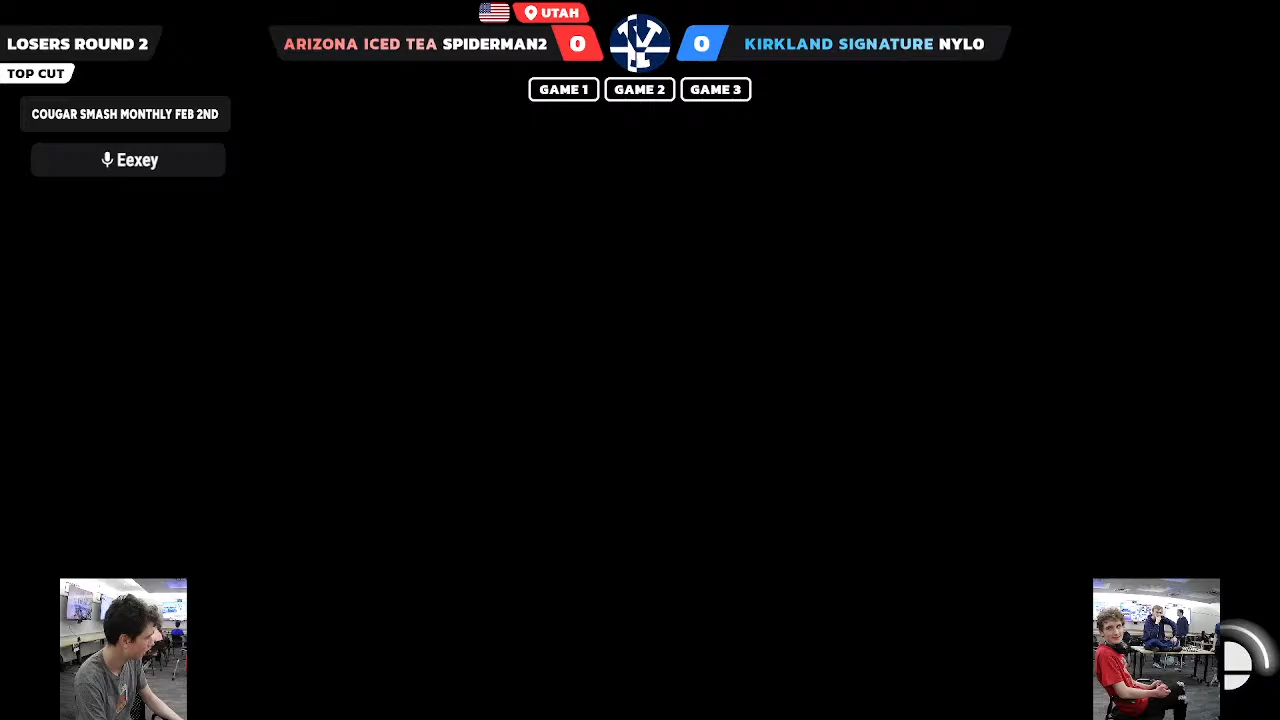 UTAH
LOSERS ROUND 2
ARIZONA ICED TEA SPIDERMAN2 0
0 KIRKLAND SIGNATURE NYLO
TOP CUT
GAME 1 GAME 2 GAME 3
COUGAR SMASH MONTHLY FEB 2ND
Eexey